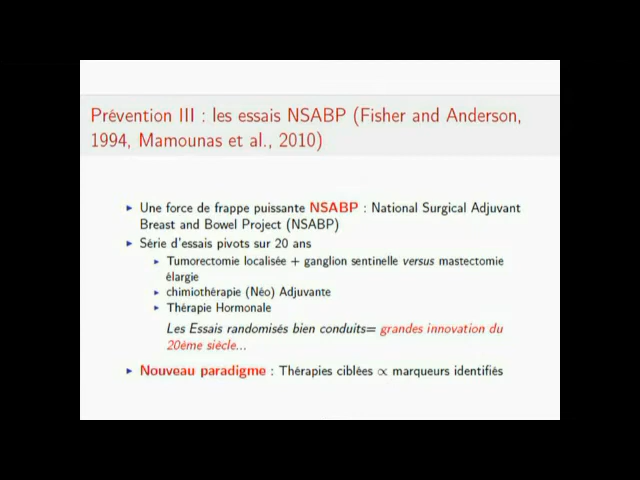 Prévention III : les essais NSABP (Fisher and Anderson,
1994, Mamounas et al., 2010)
Une force de frappe puissante NSABP : National Surgical Adjuvant
Breast and Bowel Project (NSABP)
Série d'essais pivots sur 20 ans
Tumorectomie localisée + ganglion sentinelle versus mastectomie
élargie
chimiothérapie (Néo) Adjuvante
Thérapie Hormonale
Les Essais randomisés bien conduits= grandes innovation du
20ème siècle...
Nouveau paradigme : Thérapies ciblées ∝ marqueurs identifiés